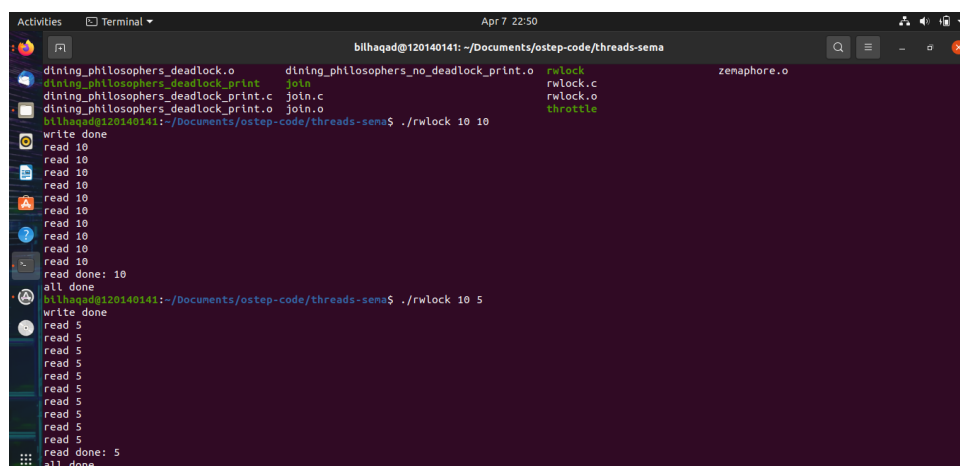 Activities Terminal Apr 7 22:50
bilhaqad@120140141: ~/Documents/ostep-code/threads-sema
dining_philosophers_deadlock.o dining_philosophers_no_deadlock_print.o rwlock zemaphore.o
dining_philosophers_deadlock_print join rwlock.c
dining_philosophers_deadlock_print.c join.c rwlock.o
dining_philosophers_deadlock_print.o join.o throttle
bilhaqad@120140141:~/Documents/ostep-code/threads-sema$ ./rwlock 10 10
write done
read 10
read 10
read 10
read 10
read 10
read 10
read 10
read 10
read 10
read 10
read done: 10
all done
bilhaqad@120140141:~/Documents/ostep-code/threads-sema$ ./rwlock 10 5
write done
read 5
read 5
read 5
read 5
read 5
read 5
read 5
read 5
read 5
read 5
read done: 5
all done